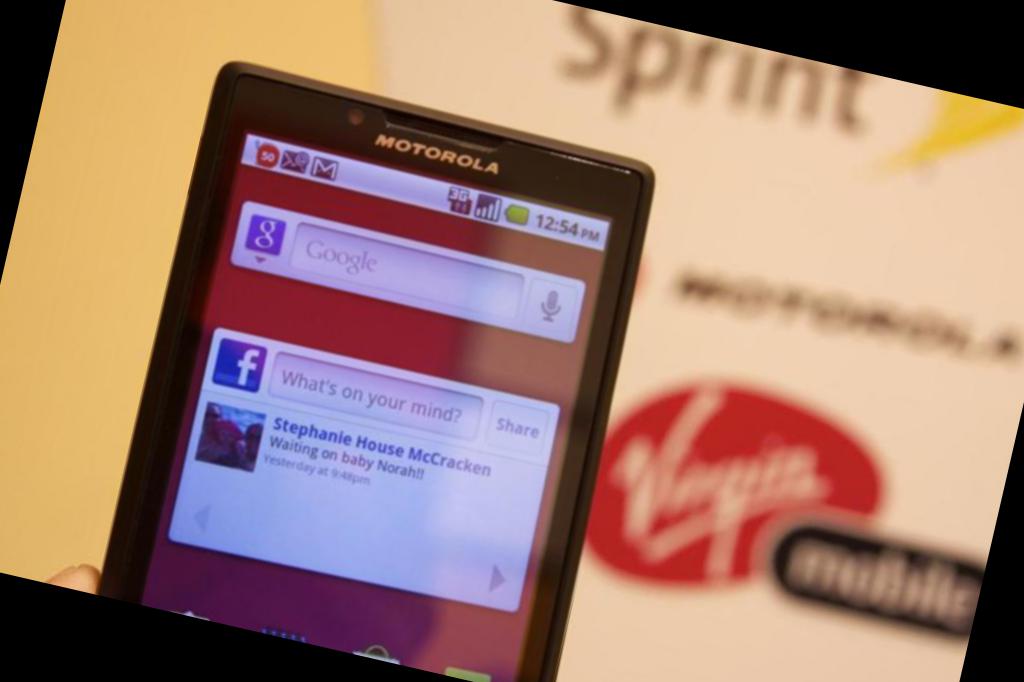 Sprint
MOTOROLA
50
3G
12:54 PM
g
Google
MOTOROLA
f
What's on your mind?
Share
Stephanie House McCracken
Waiting on baby Norah!!
Yesterday at 9:48pm
Virgin
mobile